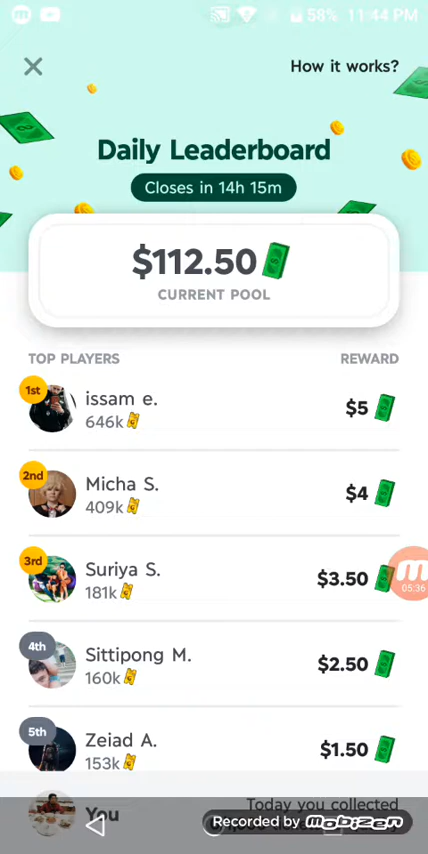 58% 11:44 PM
How it works?
Daily Leaderboard
Closes in 14h 15m
$112.50
CURRENT POOL
TOP PLAYERS REWARD
1st
issam e.
646k
$5
2nd
Micha S.
409k
$4
3rd
Suriya S.
181k
$3.50
05:36
4th
Sittipong M.
160k
$2.50
5th
Zeiad A.
153k
$1.50
You
Today you collected
Recorded by mobizen